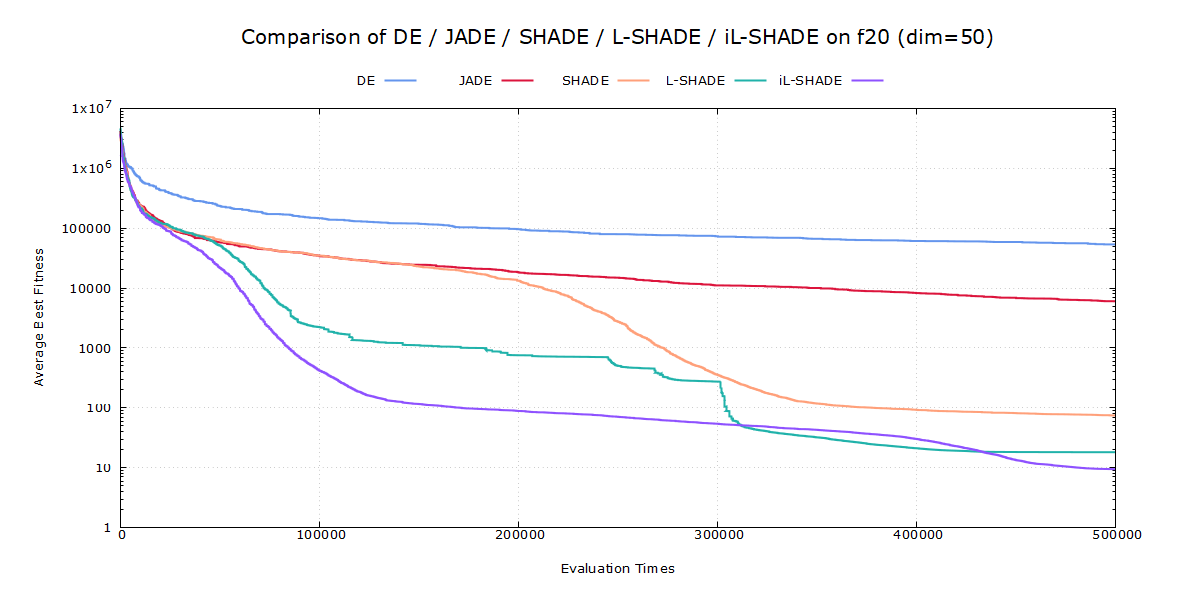 Comparison of DE / JADE / SHADE / L-SHADE / iL-SHADE on f20 (dim=50)
DE JADE SHADE L-SHADE iL-SHADE
1x10^7
1x10^6
100000
10000
1000
100
10
1
Average Best Fitness
0 100000 200000 300000 400000 500000
Evaluation Times